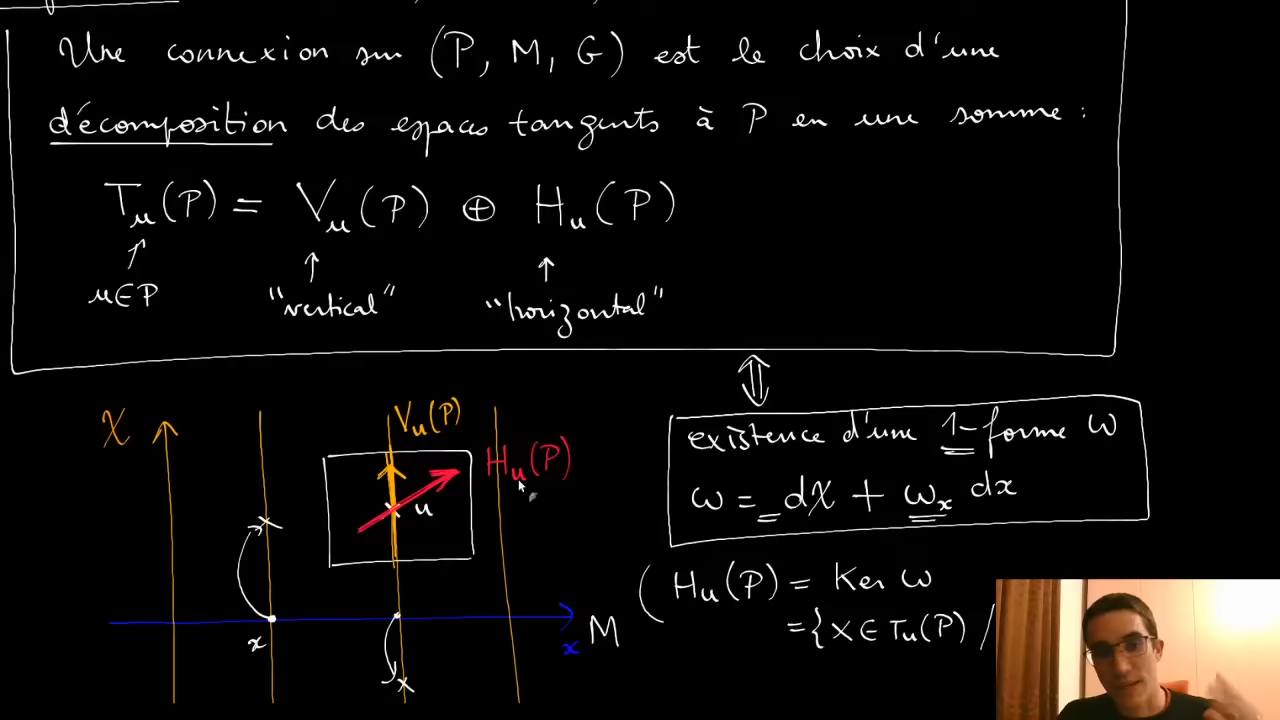 Une connexion sur (P, M, G) est le choix d'une
décomposition des espaces tangents à P en une somme :
Tu(P) = Vu(P) ⊕ Hu(P)
↑ ↑ ↑
u∈P "vertical" "horizontal"
⇕
existence d'une 1-forme ω
ω = _ dχ + ωx dx
χ
Vu(P)
Hu(P)
u
x
x M
( Hu(P) = Ker ω
= { X ∈ Tu(P) /